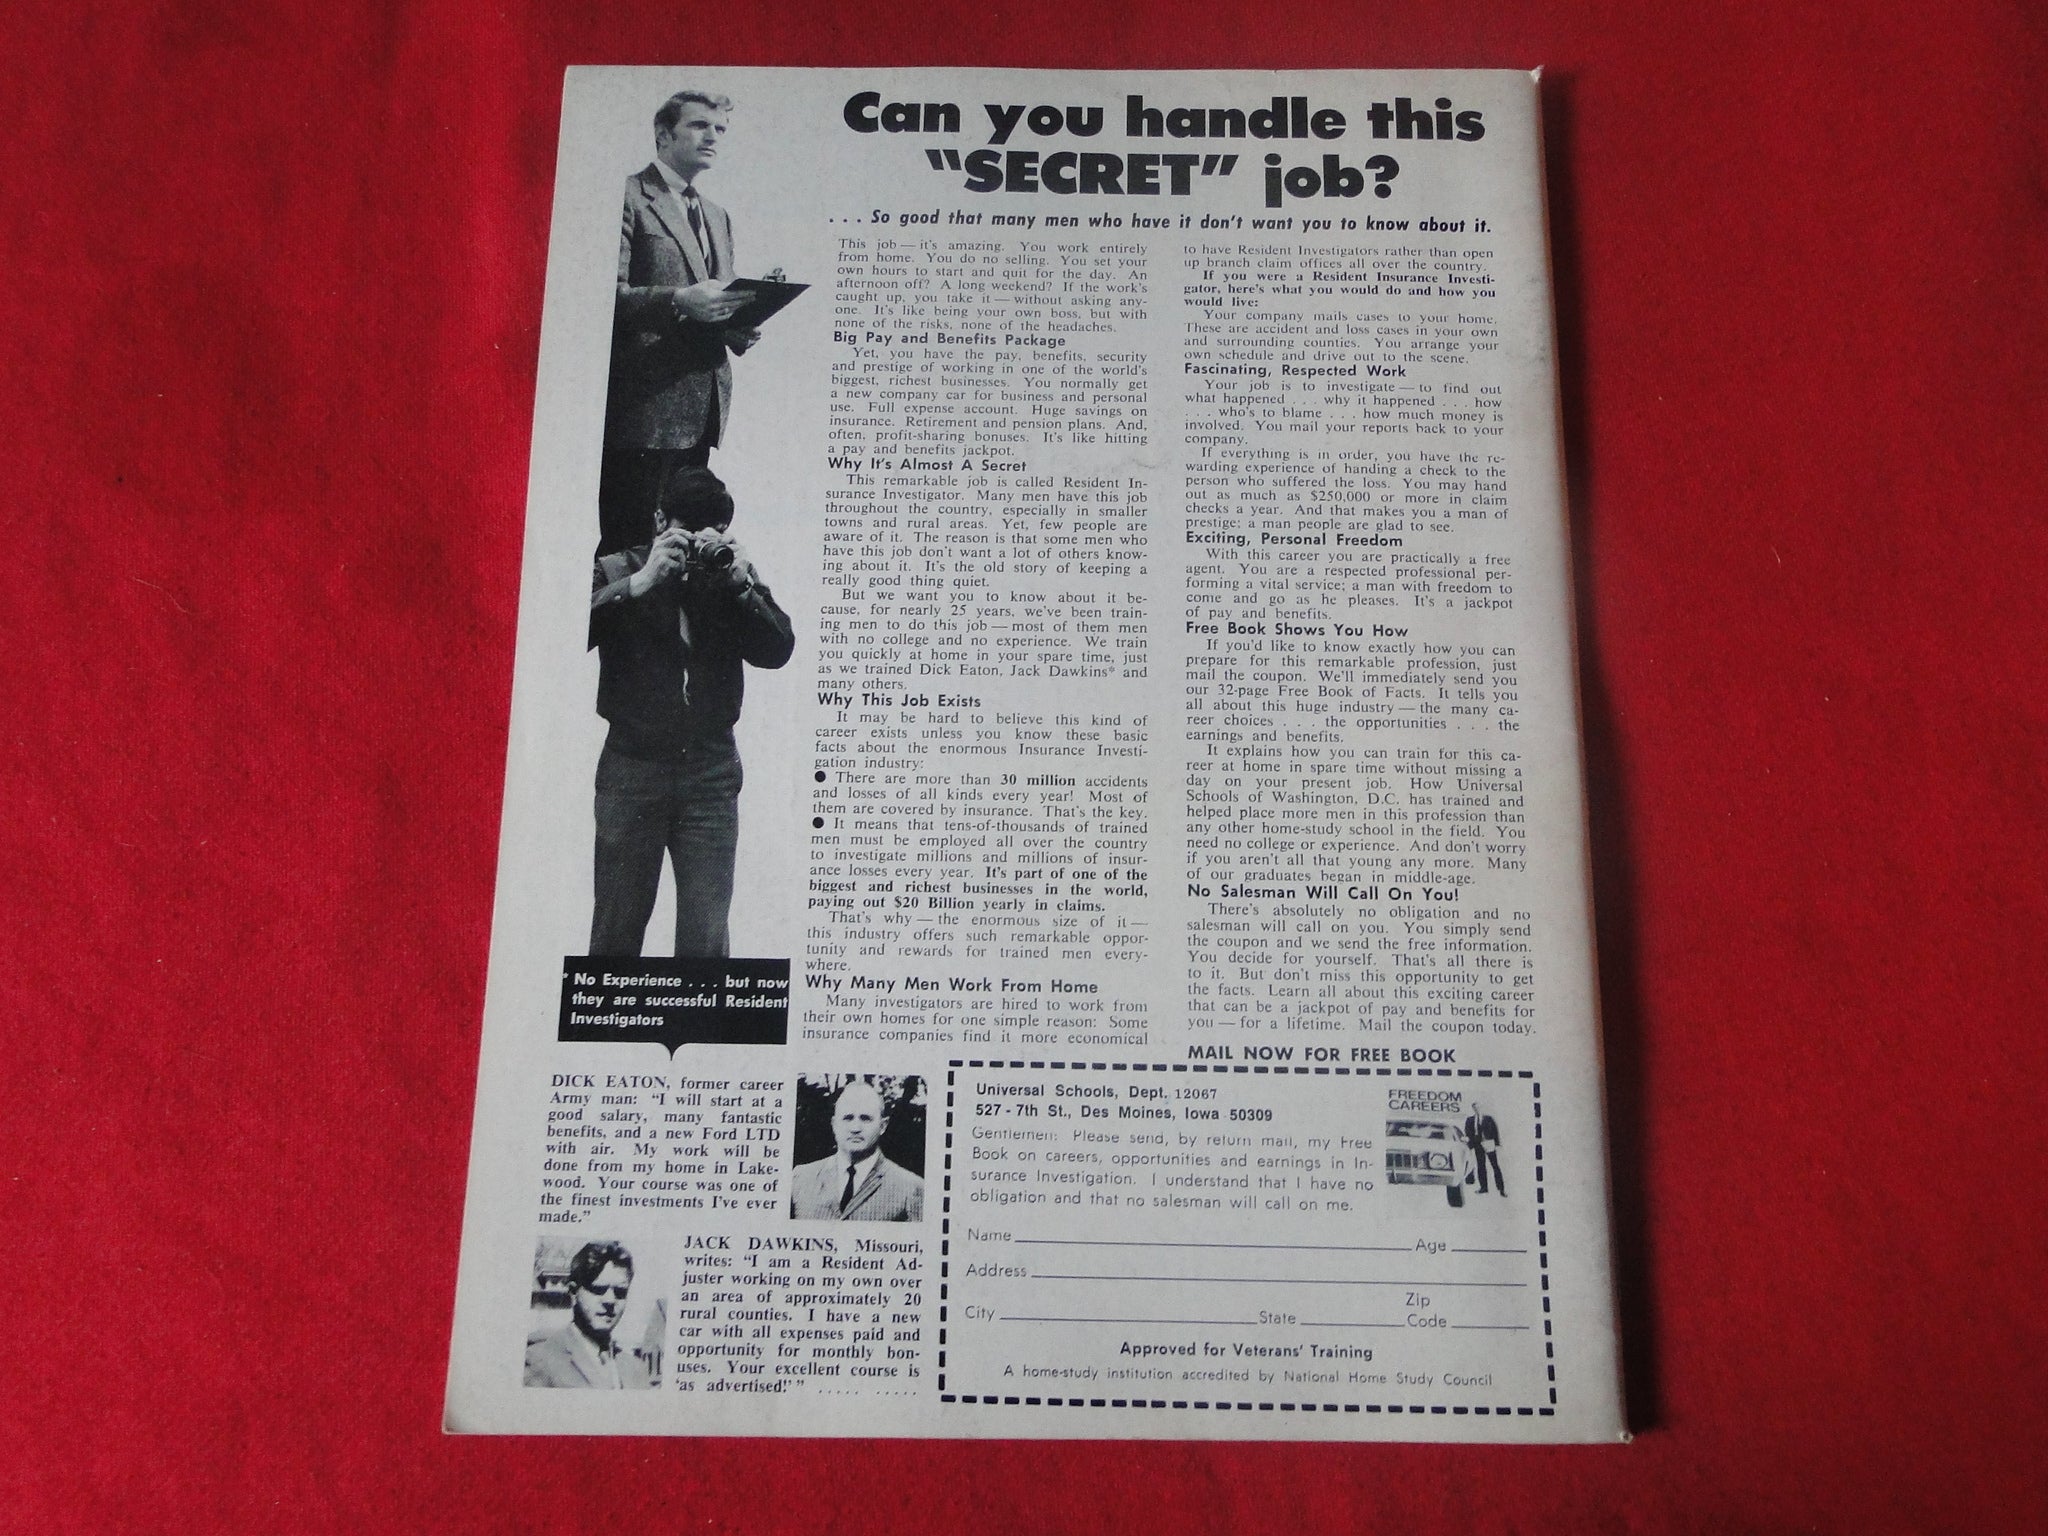 Can you handle this
"SECRET" job?
. . . So good that many men who have it don't want you to know about it.
This job — it's amazing. You work entirely
from home. You do no selling. You set your
own hours to start and quit for the day. An
afternoon off? A long weekend? If the work's
caught up, you take it — without asking any-
one. It's like being your own boss, but with
none of the risks, none of the headaches.
Big Pay and Benefits Package
Yet, you have the pay, benefits, security
and prestige of working in one of the world's
biggest, richest businesses. You normally get
a new company car for business and personal
use. Full expense account. Huge savings on
insurance. Retirement and pension plans. And,
often, profit-sharing bonuses. It's like hitting
a pay and benefits jackpot.
Why It's Almost A Secret
This remarkable job is called Resident In-
surance Investigator. Many men have this job
throughout the country, especially in smaller
towns and rural areas. Yet, few people are
aware of it. The reason is that some men who
have this job don't want a lot of others know-
ing about it. It's the old story of keeping a
really good thing quiet.
But we want you to know about it be-
cause, for nearly 25 years, we've been train-
ing men to do this job — most of them men
with no college and no experience. We train
you quickly at home in your spare time, just
as we trained Dick Eaton, Jack Dawkins* and
many others.
Why This Job Exists
It may be hard to believe this kind of
career exists unless you know these basic
facts about the enormous Insurance Investi-
gation industry:
● There are more than 30 million accidents
and losses of all kinds every year! Most of
them are covered by insurance. That's the key.
● It means that tens-of-thousands of trained
men must be employed all over the country
to investigate millions and millions of insur-
ance losses every year. It's part of one of the
biggest and richest businesses in the world,
paying out $20 Billion yearly in claims.
That's why — the enormous size of it —
this industry offers such remarkable oppor-
tunity and rewards for trained men every-
where.
Why Many Men Work From Home
Many investigators are hired to work from
their own homes for one simple reason: Some
insurance companies find it more economical
to have Resident Investigators rather than open
up branch claim offices all over the country.
If you were a Resident Insurance Investi-
gator, here's what you would do and how you
would live:
Your company mails cases to your home.
These are accident and loss cases in your own
and surrounding counties. You arrange your
own schedule and drive out to the scene.
Fascinating, Respected Work
Your job is to investigate — to find out
what happened . . . why it happened . . . how
. . . who's to blame . . . how much money is
involved. You mail your reports back to your
company.
If everything is in order, you have the re-
warding experience of handing a check to the
person who suffered the loss. You may hand
out as much as $250,000 or more in claim
checks a year. And that makes you a man of
prestige; a man people are glad to see.
Exciting, Personal Freedom
With this career you are practically a free
agent. You are a respected professional per-
forming a vital service; a man with freedom to
come and go as he pleases. It's a jackpot
of pay and benefits.
Free Book Shows You How
If you'd like to know exactly how you can
prepare for this remarkable profession, just
mail the coupon. We'll immediately send you
our 32-page Free Book of Facts. It tells you
all about this huge industry — the many ca-
reer choices . . . the opportunities . . . the
earnings and benefits.
It explains how you can train for this ca-
reer at home in spare time without missing a
day on your present job. How Universal
Schools of Washington, D.C. has trained and
helped place more men in this profession than
any other home-study school in the field. You
need no college or experience. And don't worry
if you aren't all that young any more. Many
of our graduates began in middle-age.
No Salesman Will Call On You!
There's absolutely no obligation and no
salesman will call on you. You simply send
the coupon and we send the free information.
You decide for yourself. That's all there is
to it. But don't miss this opportunity to get
the facts. Learn all about this exciting career
that can be a jackpot of pay and benefits for
you — for a lifetime. Mail the coupon today.
* No Experience . . . but now
they are successful Resident
Investigators
DICK EATON, former career
Army man: "I will start at a
good salary, many fantastic
benefits, and a new Ford LTD
with air. My work will be
done from my home in Lake-
wood. Your course was one of
the finest investments I've ever
made."
JACK DAWKINS, Missouri,
writes: "I am a Resident Ad-
juster working on my own over
an area of approximately 20
rural counties. I have a new
car with all expenses paid and
opportunity for monthly bon-
uses. Your excellent course is
'as advertised!' " ..... .....
MAIL NOW FOR FREE BOOK
Universal Schools, Dept. 12067
527 - 7th St., Des Moines, Iowa 50309
Gentlemen: Please send, by return mail, my Free
Book on careers, opportunities and earnings in In-
surance Investigation. I understand that I have no
obligation and that no salesman will call on me.
FREEDOM
CAREERS
Name Age
Address
City State Zip Code
Approved for Veterans' Training
A home-study institution accredited by National Home Study Council